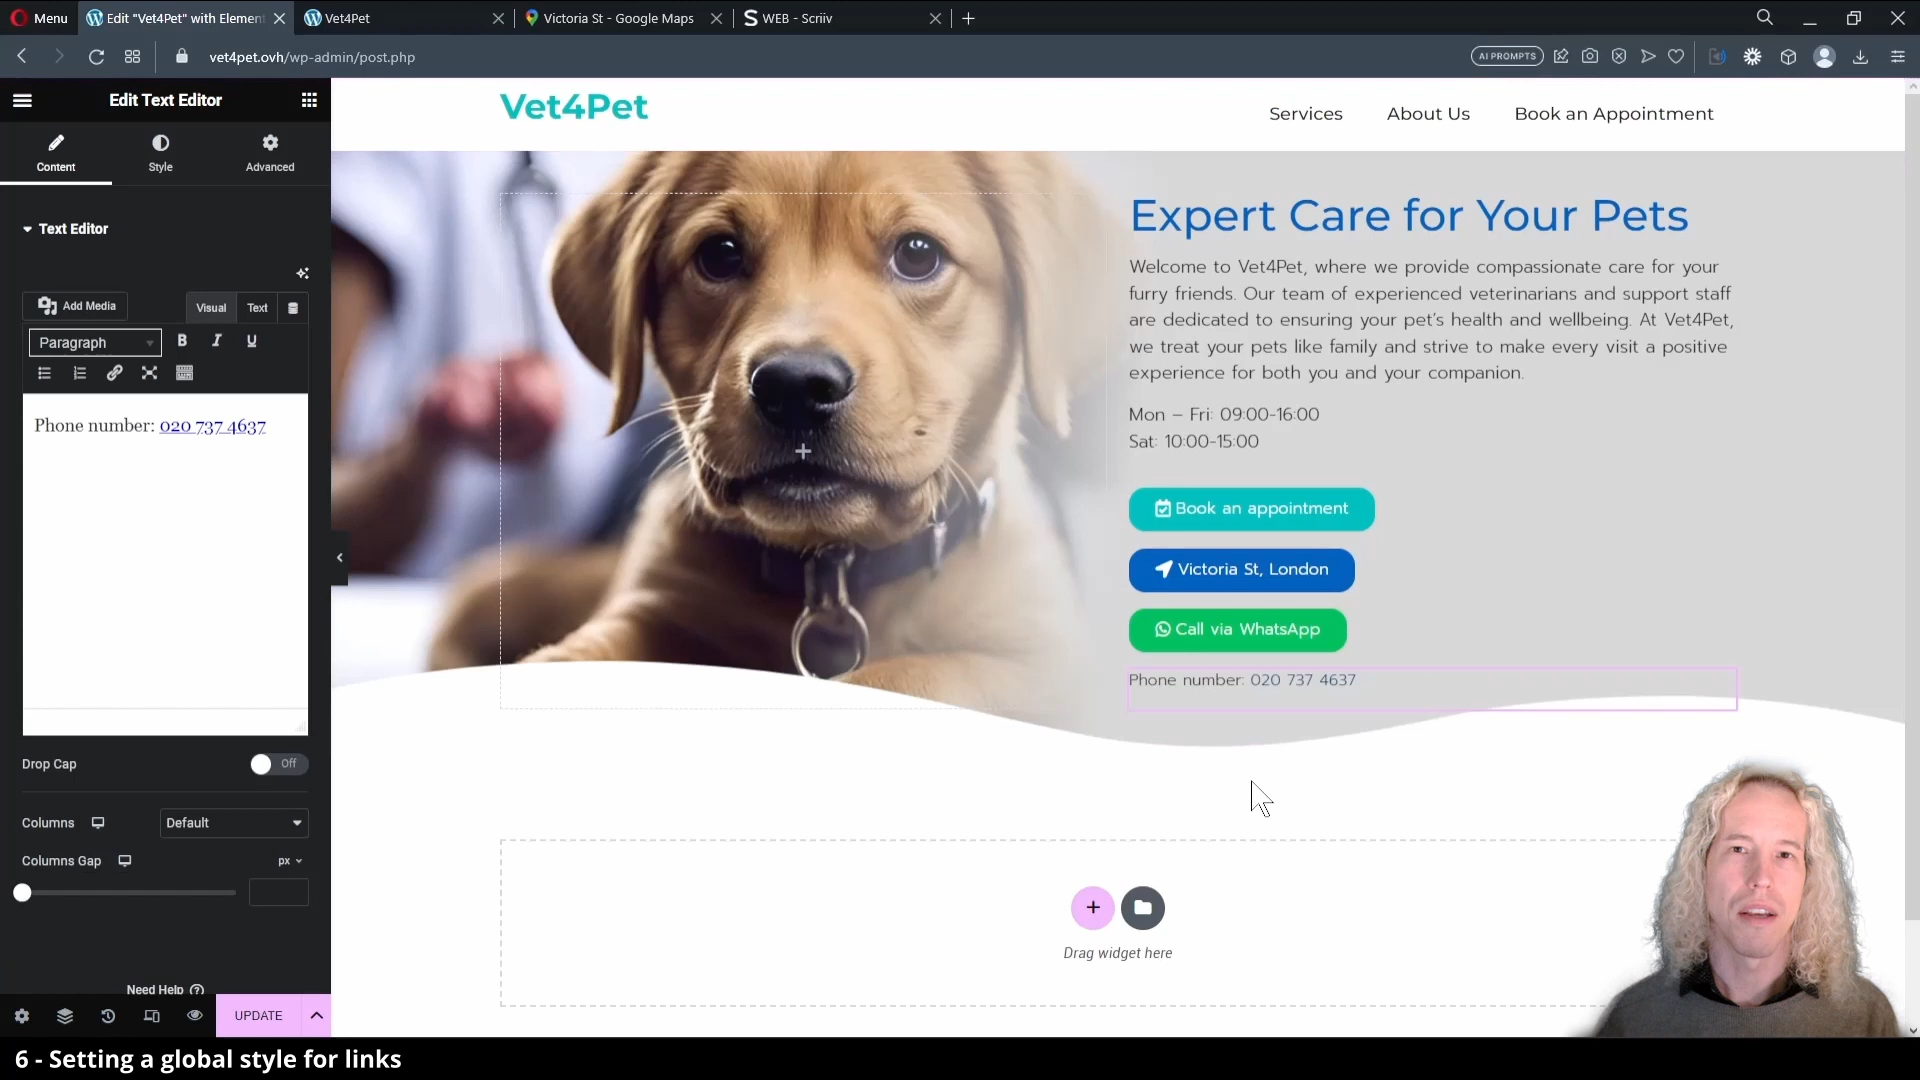 Menu
Edit "Vet4Pet" with Element
Vet4Pet
Victoria St - Google Maps
WEB - Scriiv
vet4pet.ovh/wp-admin/post.php
AI PROMPTS
Edit Text Editor
Content
Style
Advanced
Text Editor
Add Media
Visual
Text
Paragraph
B
I
U
Phone number: 020 737 4637
Drop Cap
Off
Columns
Default
Columns Gap
px
Need Help
UPDATE
Vet4Pet
Services
About Us
Book an Appointment
Expert Care for Your Pets
Welcome to Vet4Pet, where we provide compassionate care for your
furry friends. Our team of experienced veterinarians and support staff
are dedicated to ensuring your pet's health and wellbeing. At Vet4Pet,
we treat your pets like family and strive to make every visit a positive
experience for both you and your companion.
Mon – Fri: 09:00-16:00
Sat: 10:00-15:00
Book an appointment
Victoria St, London
Call via WhatsApp
Phone number: 020 737 4637
Drag widget here
6 - Setting a global style for links